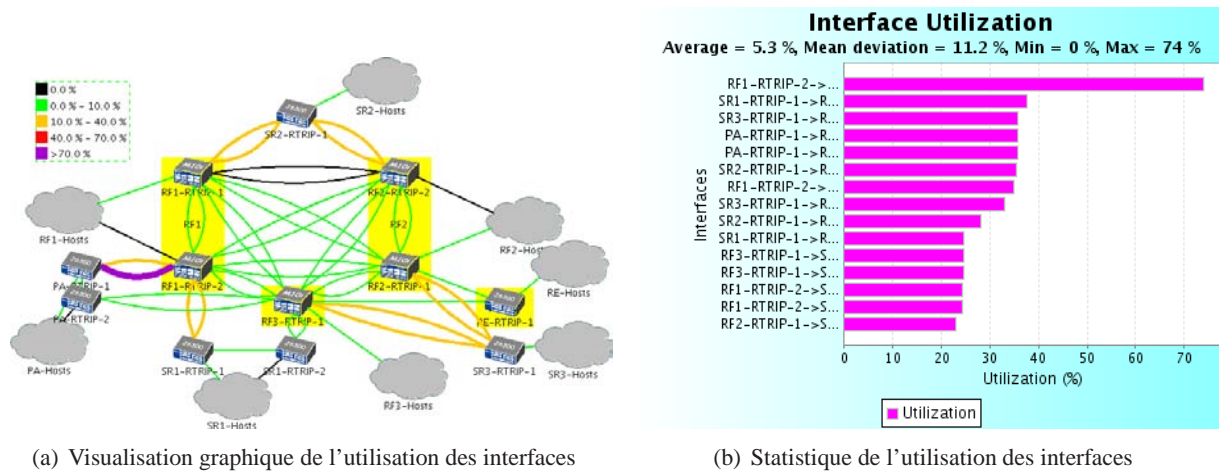 0.0 %
0.0 % - 10.0 %
10.0 % - 40.0 %
40.0 % - 70.0 %
>70.0 %
SR2-Hosts
SR2-RTRIP-1
RF1-RTRIP-1
RF2-RTRIP-2
RF1
RF2
RF1-Hosts
RF2-Hosts
PA-RTRIP-1
RF1-RTRIP-2
RF2-RTRIP-1
RE-Hosts
PA-RTRIP-2
RF3-RTRIP-1
RE-RTRIP-1
PA-Hosts
SR1-RTRIP-1
SR1-RTRIP-2
SR3-RTRIP-1
SR3-Hosts
RF3-Hosts
SR1-Hosts
(a) Visualisation graphique de l'utilisation des interfaces
Interface Utilization
Average = 5.3 %, Mean deviation = 11.2 %, Min = 0 %, Max = 74 %
Interfaces
RF1-RTRIP-2->...
SR1-RTRIP-1->R...
SR3-RTRIP-1->R...
PA-RTRIP-1->R...
PA-RTRIP-1->R...
SR2-RTRIP-1->R...
RF1-RTRIP-2->...
SR3-RTRIP-1->R...
SR2-RTRIP-1->R...
SR1-RTRIP-1->R...
RF3-RTRIP-1->S...
RF3-RTRIP-1->S...
RF1-RTRIP-2->S...
RF1-RTRIP-2->S...
RF2-RTRIP-1->S...
0 10 20 30 40 50 60 70
Utilization (%)
Utilization
(b) Statistique de l'utilisation des interfaces